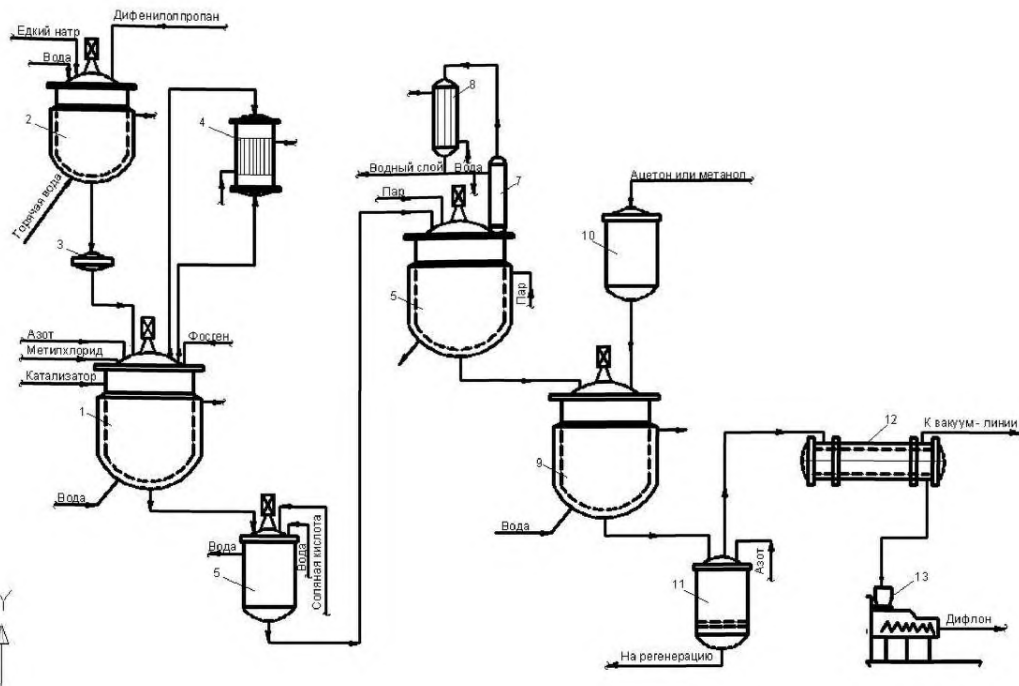 Дифенилолпропан
Едкий натр
Вода
2
Горячая вода
3
4
Азот
Метилхлорид
Катализатор
Фосген
1
Вода
Вода
5
Вода
Соляная кислота
8
Водный слой
Вода
7
Пар
5
Пар
Ацетон или метанол
10
9
Вода
К вакуум - линии
12
11
Азот
На регенерацию
13
Дифлон
Y